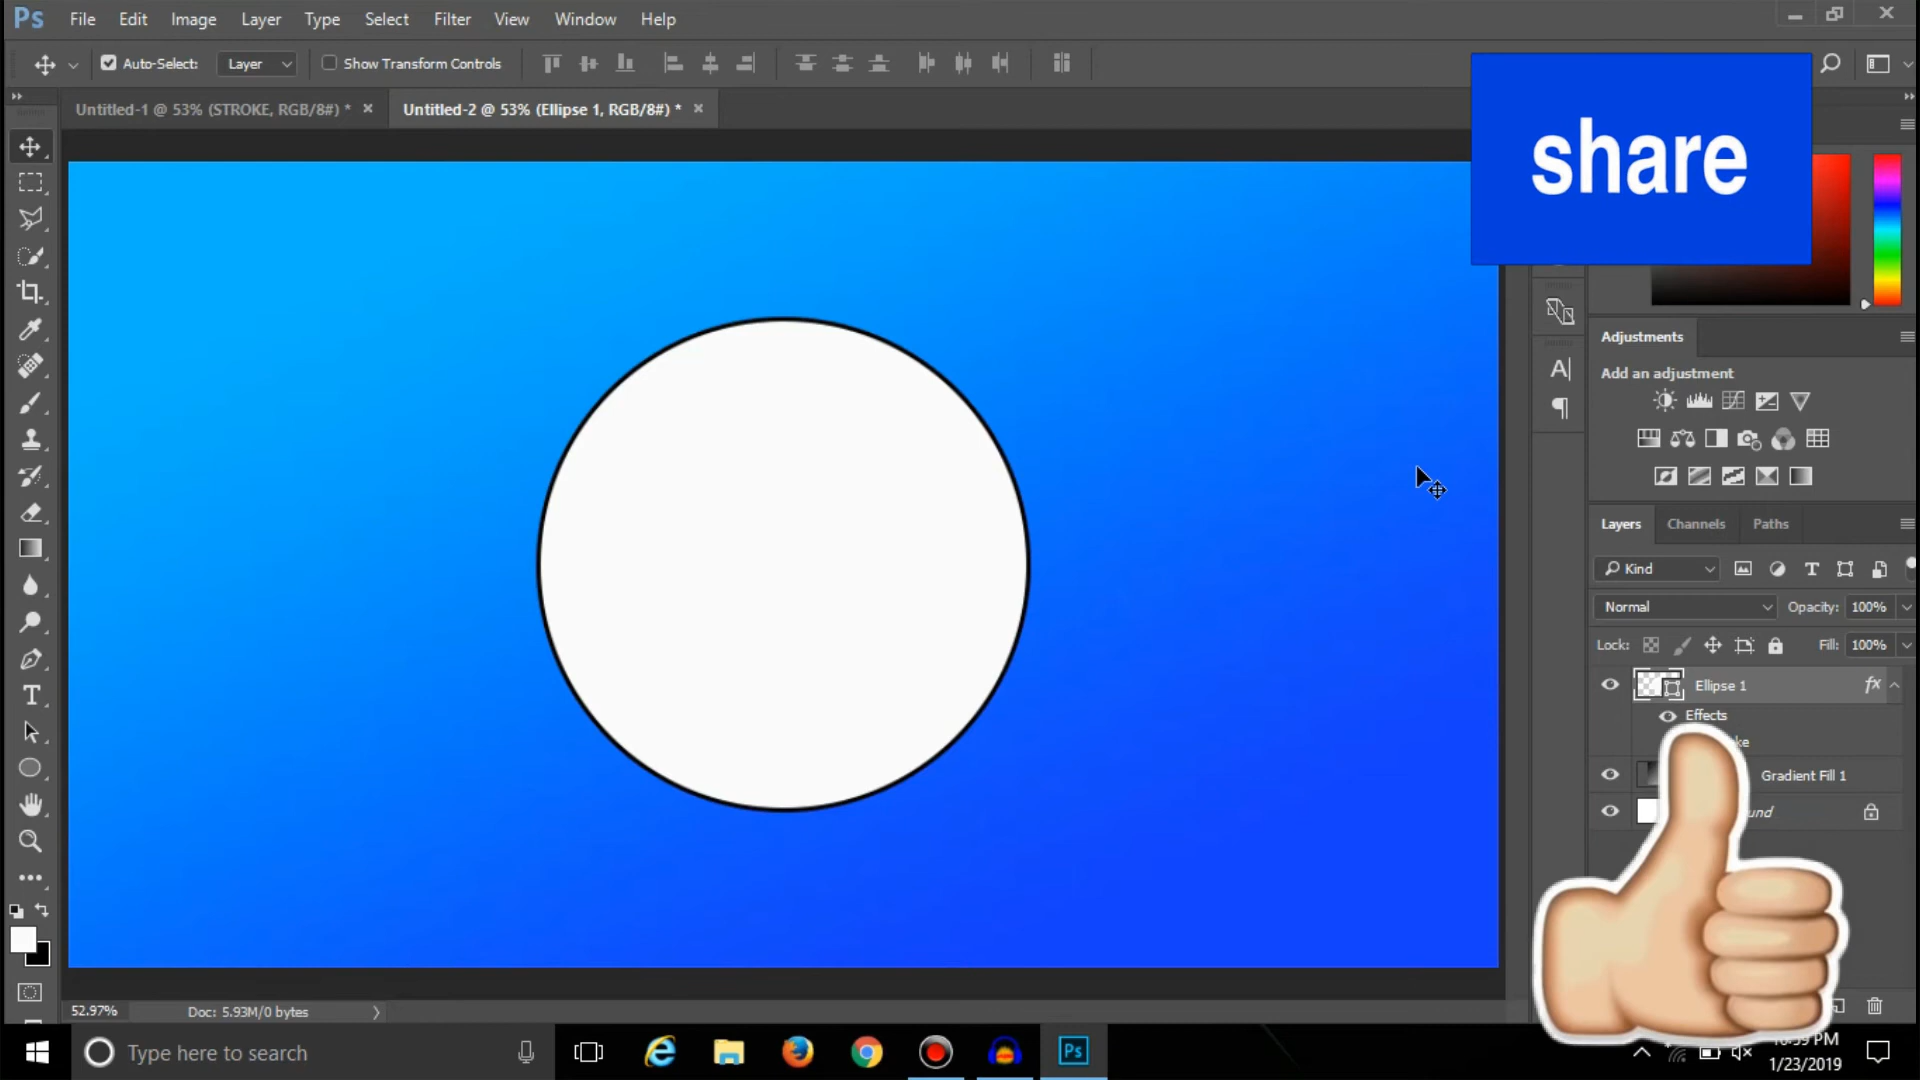 Ps File Edit Image Layer Type Select Filter View Window Help
Auto-Select: Layer Show Transform Controls
share
Untitled-1 @ 53% (STROKE, RGB/8#) * Untitled-2 @ 53% (Ellipse 1, RGB/8#) *
Adjustments
Add an adjustment
Layers Channels Paths
Kind
Normal Opacity: 100%
Lock: Fill: 100%
Ellipse 1 fx
Effects
Gradient Fill 1
52.97% Doc: 5.93M/0 bytes
Type here to search
Ps
PM
1/23/2019